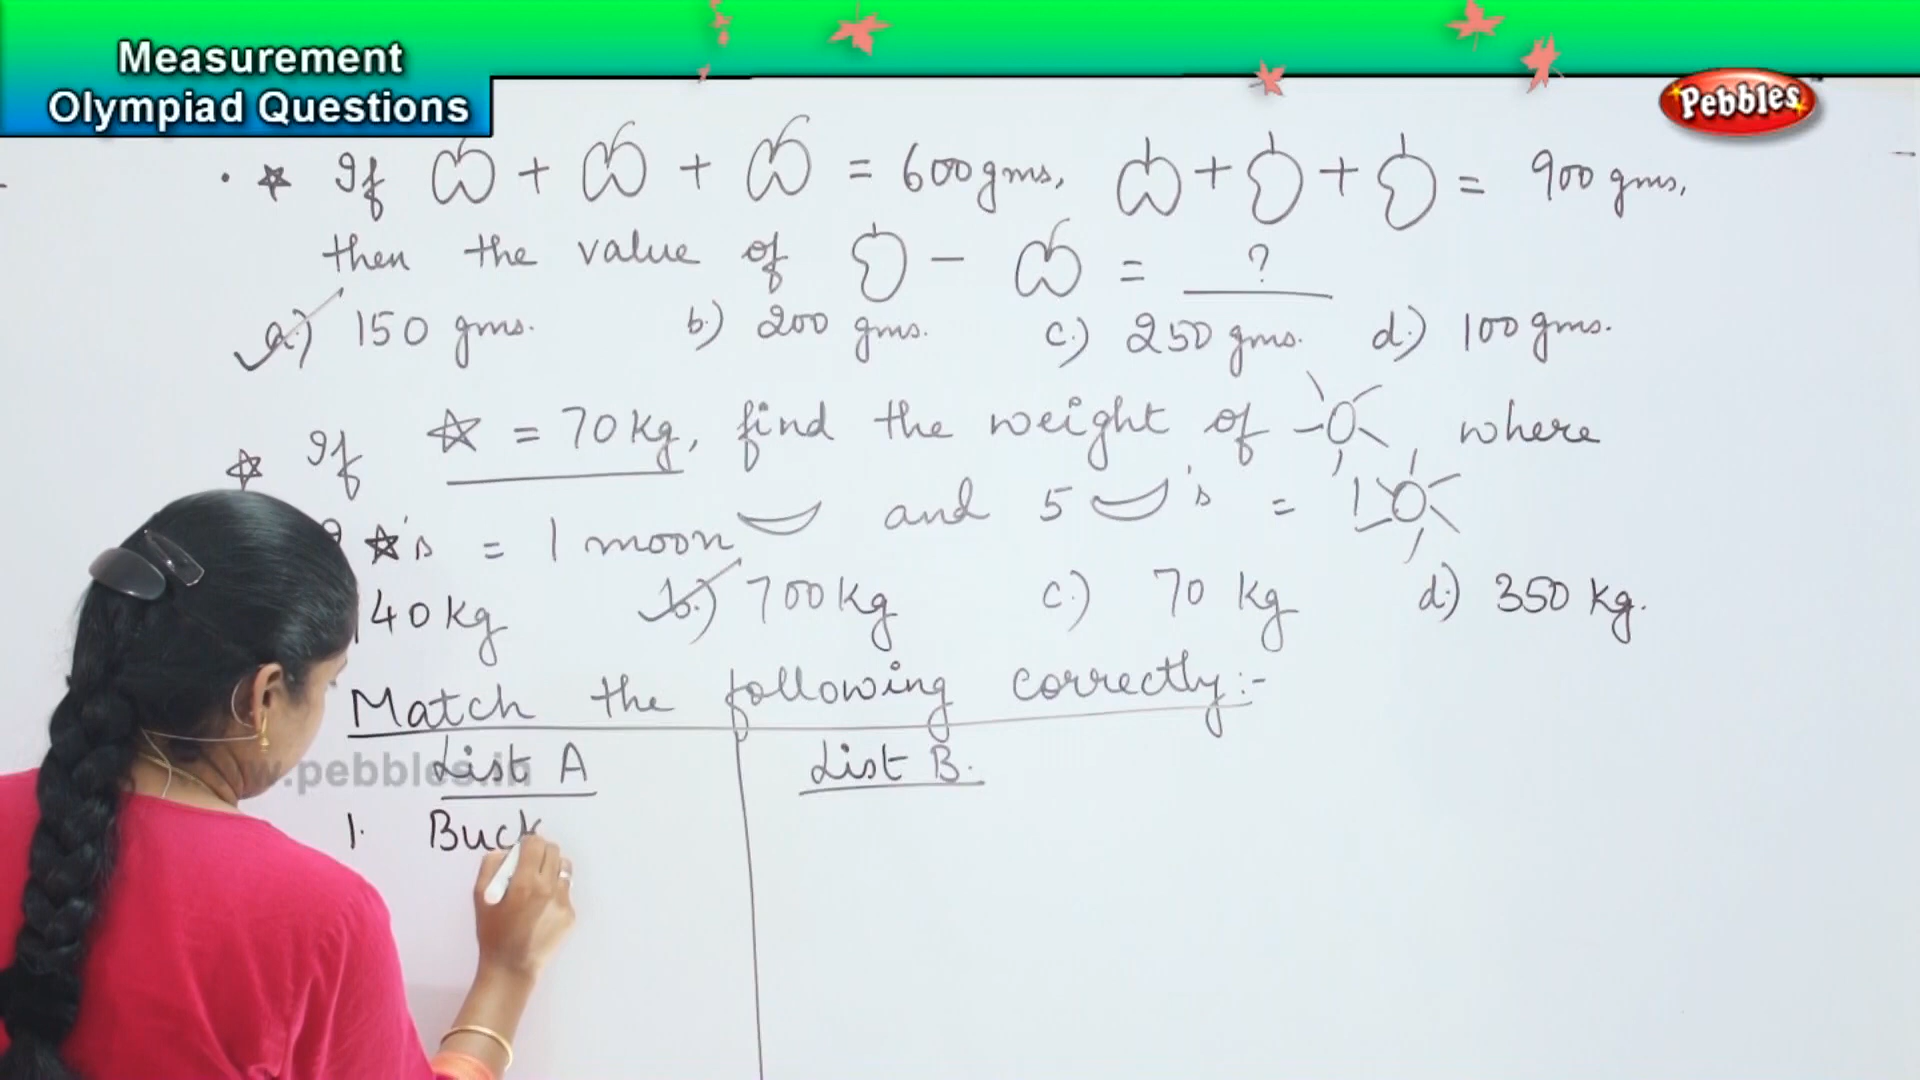 Measurement
Olympiad Questions
Pebbles
If + + = 600 gms, + + = 900 gms,
then the value of - = ?
a.) 150 gms. b.) 200 gms. c.) 250 gms. d.) 100 gms.
If ☆ = 70 kg, find the weight of where
☆'s = 1 moon and 5 's = 1
40 kg b.) 700 kg c.) 70 kg d.) 350 kg.
Match the following correctly:-
List A List B.
.pebbles.in
1. Buck